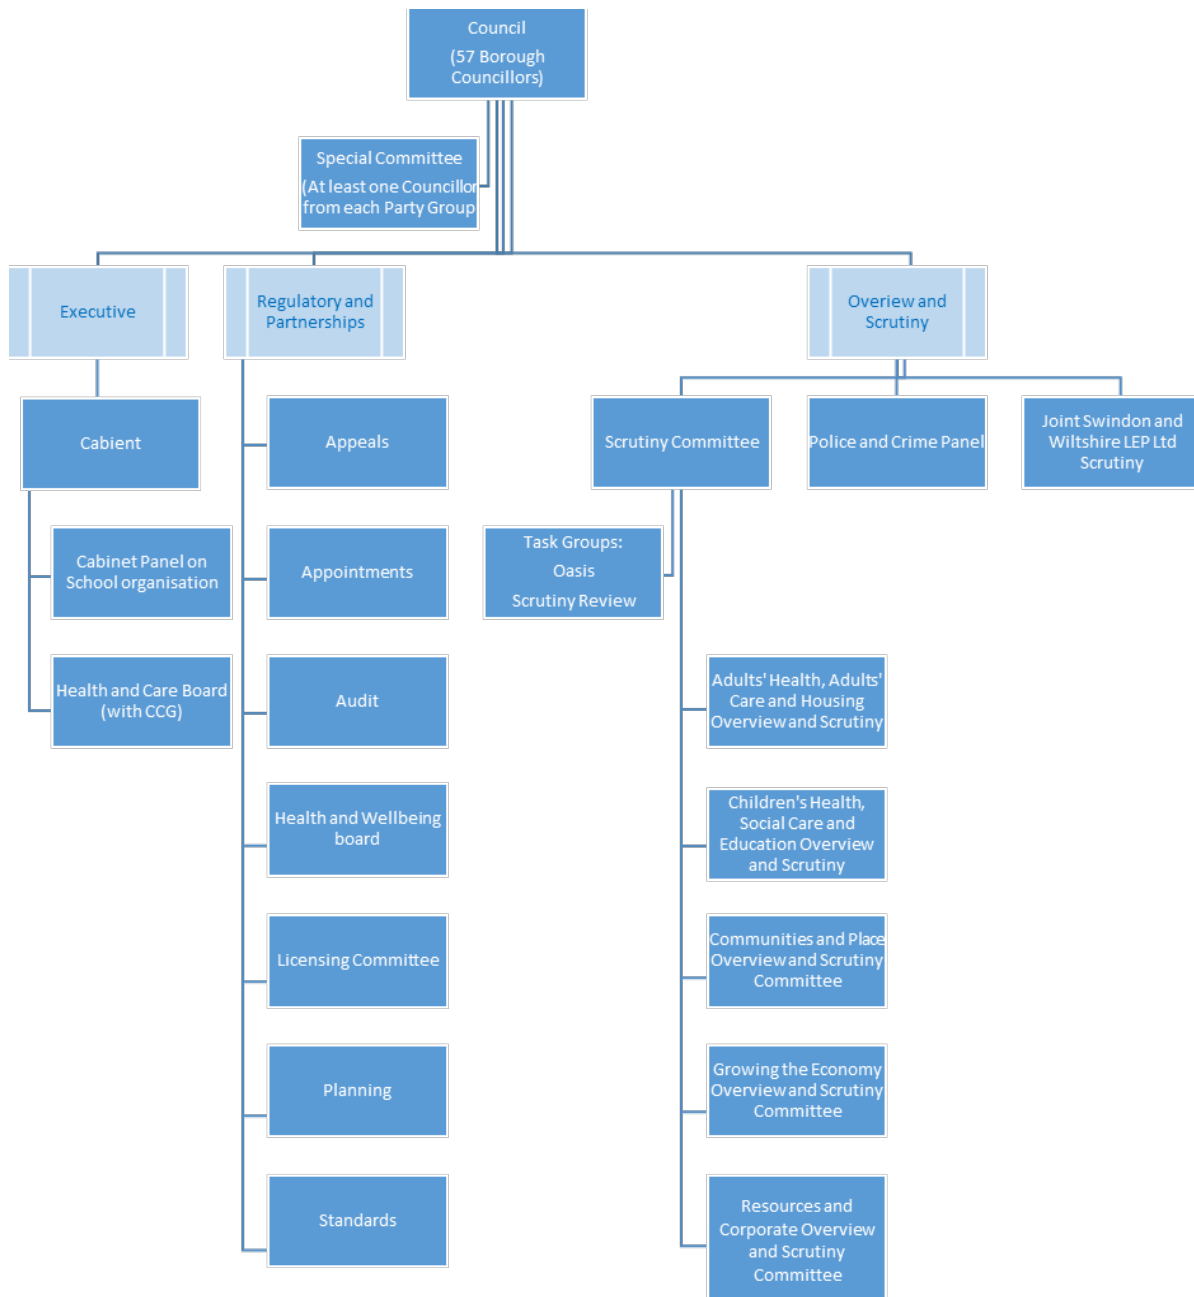 Council
(57 Borough
Councillors)
Special Committee
(At least one Councillor
from each Party Group
Executive
Regulatory and
Partnerships
Overiew and
Scrutiny
Cabient
Cabinet Panel on
School organisation
Health and Care Board
(with CCG)
Appeals
Appointments
Audit
Health and Wellbeing
board
Licensing Committee
Planning
Standards
Scrutiny Committee
Police and Crime Panel
Joint Swindon and
Wiltshire LEP Ltd
Scrutiny
Task Groups:
Oasis
Scrutiny Review
Adults' Health, Adults'
Care and Housing
Overview and Scrutiny
Children's Health,
Social Care and
Education Overview
and Scrutiny
Communities and Place
Overview and Scrutiny
Committee
Growing the Economy
Overview and Scrutiny
Committee
Resources and
Corporate Overview
and Scrutiny
Committee